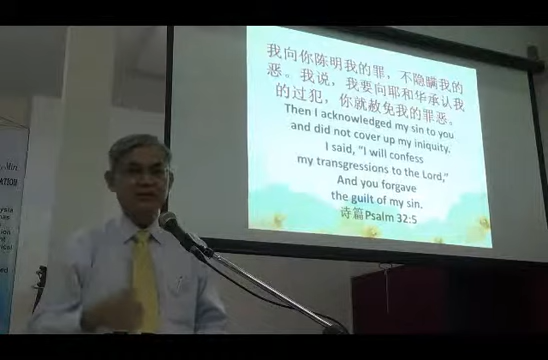 我向你陈明我的罪，不隐瞒我的
恶。我说，我要向耶和华承认我
的过犯，你就赦免我的罪恶。
Then I acknowledged my sin to you
and did not cover up my iniquity.
I said, "I will confess
my transgressions to the Lord,"
And you forgave
the guilt of my sin.
诗篇Psalm 32:5